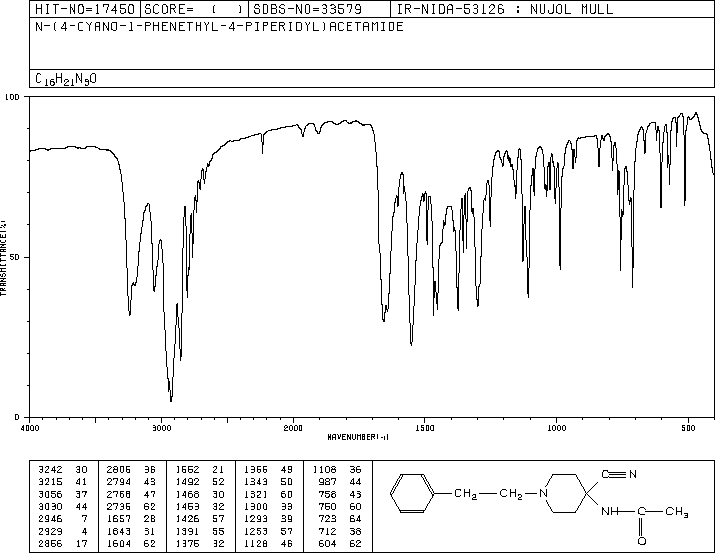 HIT-NO=17450 SCORE= ( ) SDBS-NO=33579 IR-NIDA-53126 : NUJOL MULL
N-(4-CYANO-1-PHENETHYL-4-PIPERIDYL)ACETAMIDE
C16H21N3O
100
50
0
TRANSMITTANCE(%)
4000 3000 2000 1500 1000 500
WAVENUMBER(-1)
3242 30 2806 36 1662 21 1366 49 1108 36
3215 41 2794 43 1492 52 1343 50 987 44
3056 37 2768 47 1468 30 1321 60 758 43
3030 44 2736 62 1453 32 1300 33 750 60
2946 7 1657 28 1426 57 1293 39 723 64
2929 4 1643 31 1391 55 1253 57 712 38
2856 17 1604 62 1376 32 1128 46 604 62
CH2 CH2 N C N
NH C CH3
O